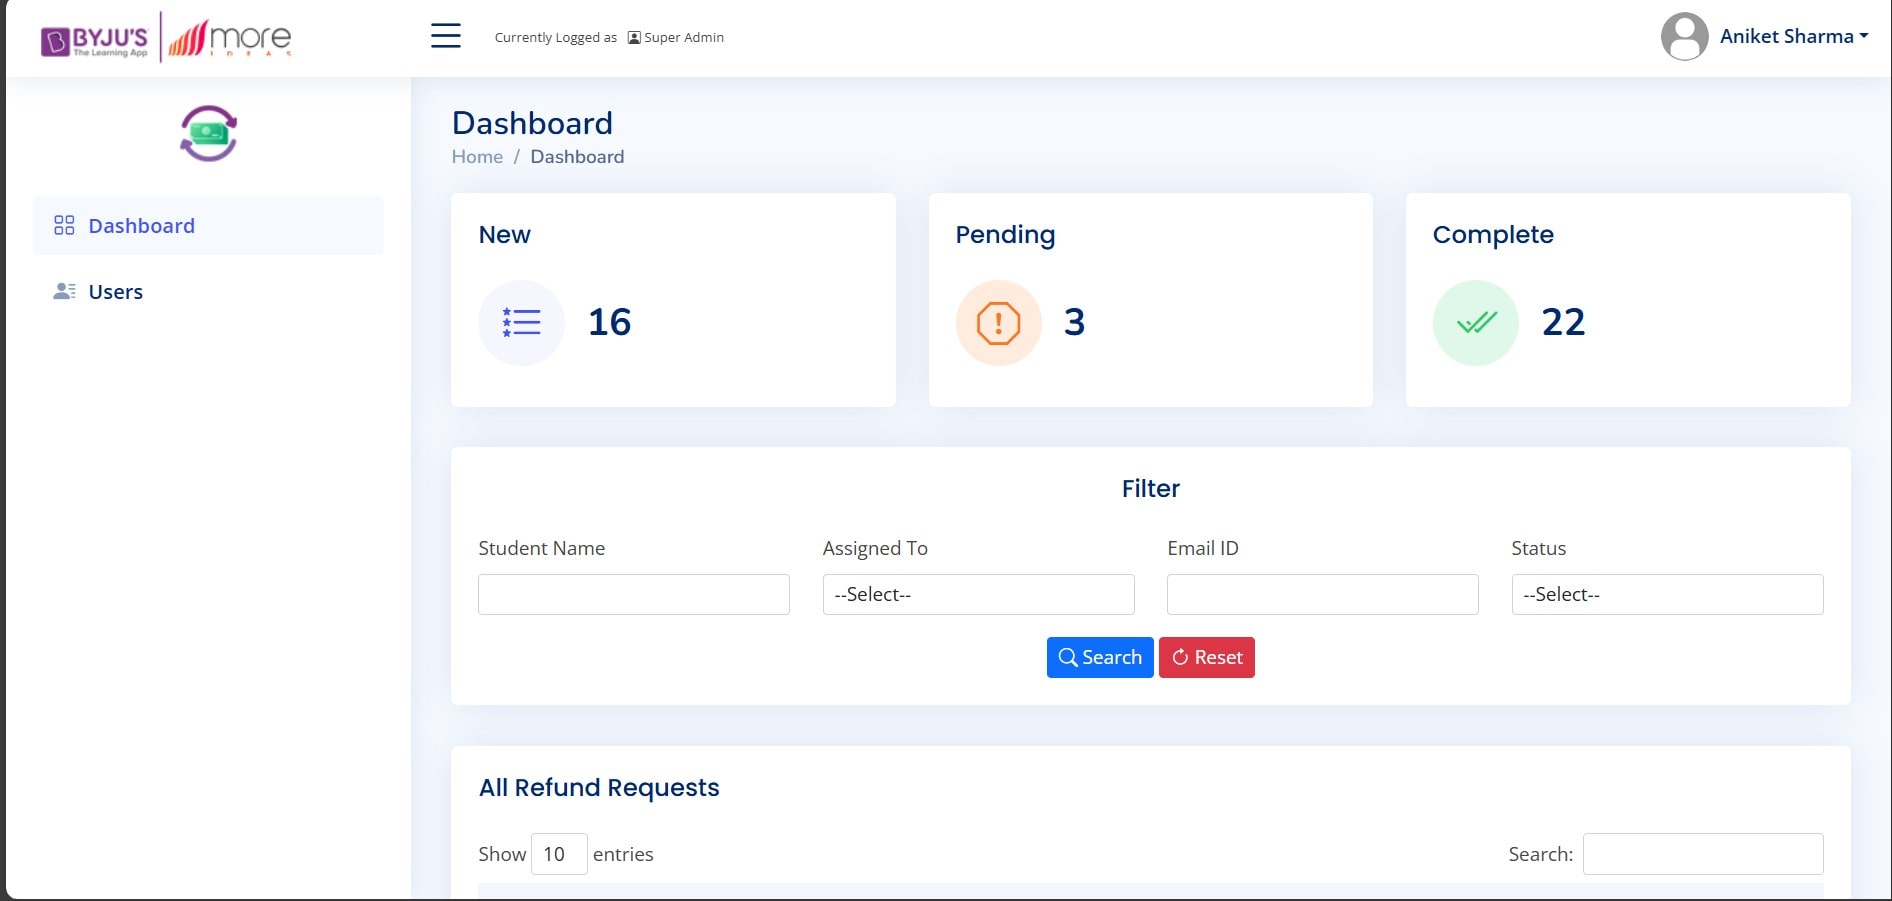 BYJU'S
The Learning App
more
IDEAS
Currently Logged as Super Admin
Aniket Sharma
Dashboard
Users
Dashboard
Home / Dashboard
New
16
Pending
3
Complete
22
Filter
Student Name
--Select--
Assigned To
Email ID
Status
--Select--
Search
Reset
All Refund Requests
Show 10 entries
Search: